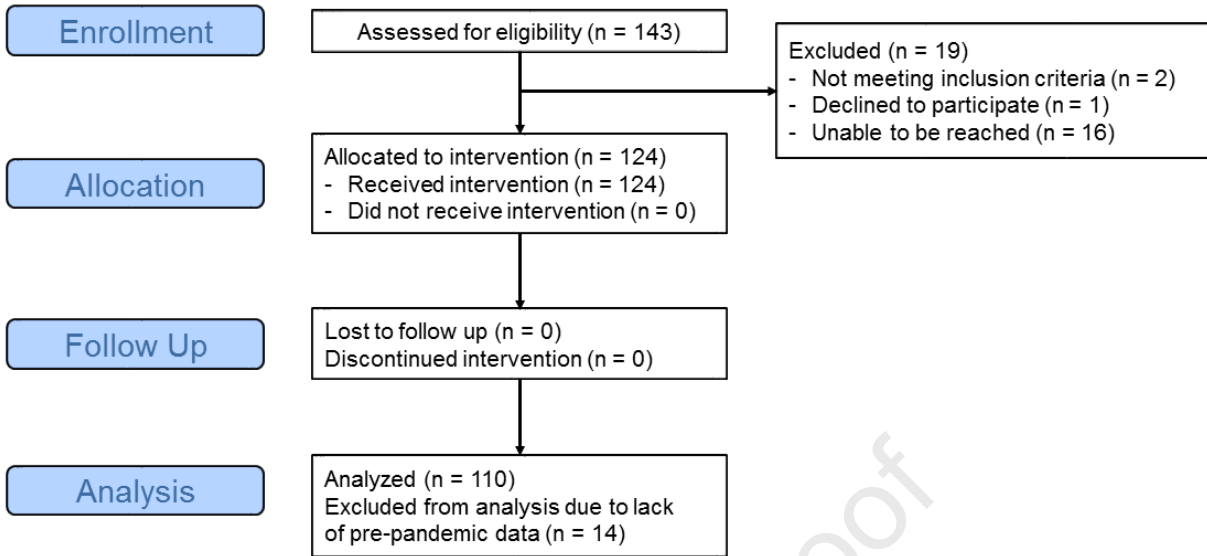 Enrollment
Assessed for eligibility (n = 143)
Excluded (n = 19)
- Not meeting inclusion criteria (n = 2)
- Declined to participate (n = 1)
- Unable to be reached (n = 16)
Allocation
Allocated to intervention (n = 124)
- Received intervention (n = 124)
- Did not receive intervention (n = 0)
Follow Up
Lost to follow up (n = 0)
Discontinued intervention (n = 0)
Analysis
Analyzed (n = 110)
Excluded from analysis due to lack
of pre-pandemic data (n = 14)